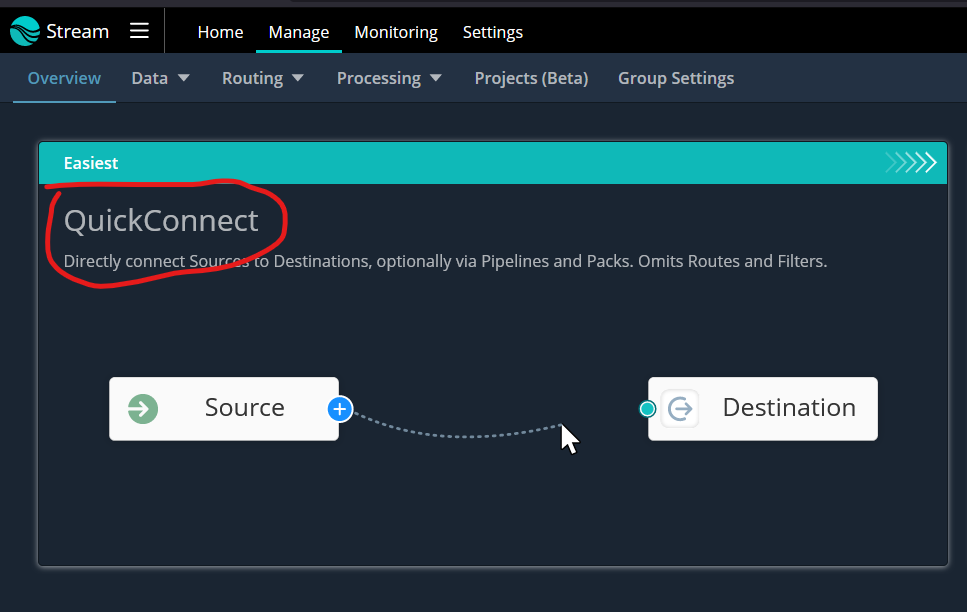 Stream Home Manage Monitoring Settings
Overview Data Routing Processing Projects (Beta) Group Settings
Easiest
QuickConnect
Directly connect Sources to Destinations, optionally via Pipelines and Packs. Omits Routes and Filters.
Source Destination